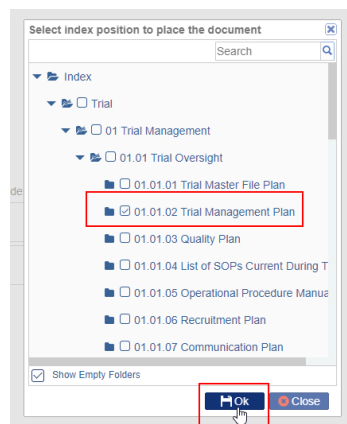 Select index position to place the document
Search
Index
Trial
01 Trial Management
01.01 Trial Oversight
01.01.01 Trial Master File Plan
de
01.01.02 Trial Management Plan
01.01.03 Quality Plan
01.01.04 List of SOPs Current During T
01.01.05 Operational Procedure Manua
01.01.06 Recruitment Plan
01.01.07 Communication Plan
Show Empty Folders
Ok Close